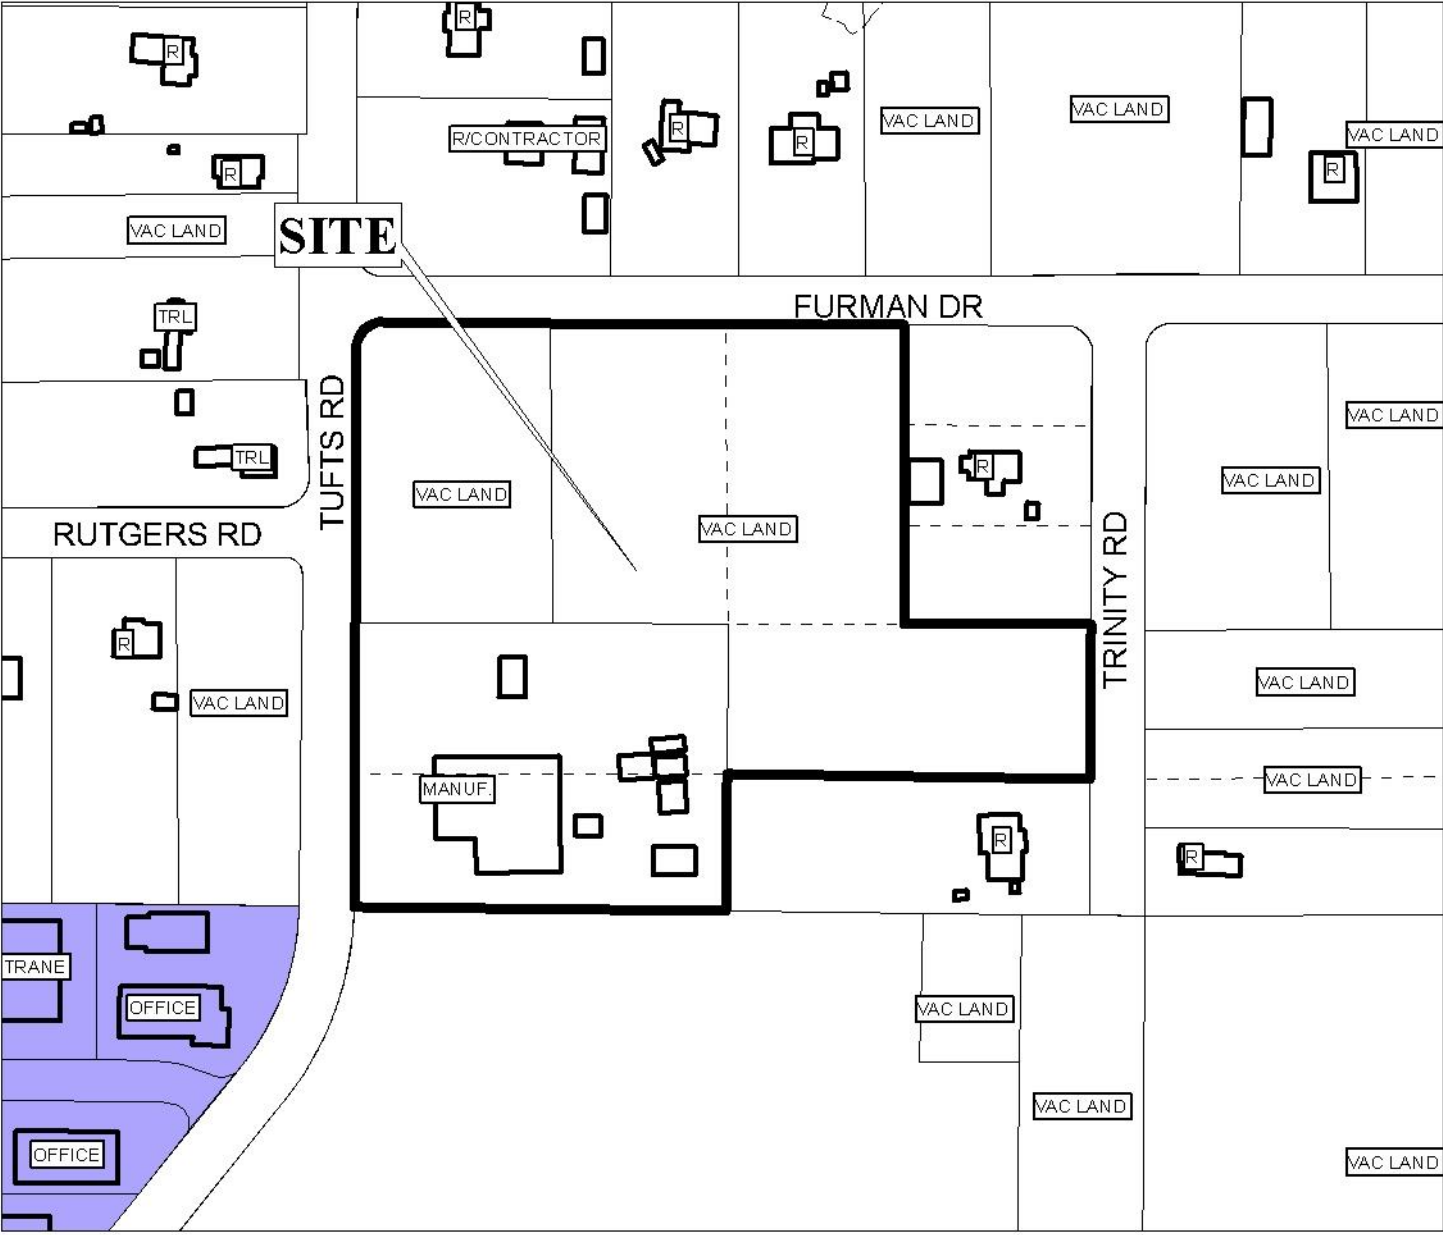 R
R
R/CONTRACTOR
R
R
VAC LAND
VAC LAND
VAC LAND
R
R
VAC LAND
SITE
FURMAN DR
TRL
TRL
TUFTS RD
RUTGERS RD
VAC LAND
VAC LAND
R
VAC LAND
VAC LAND
TRINITY RD
R
VAC LAND
VAC LAND
VAC LAND
MANUF.
R
R
TRANE
OFFICE
VAC LAND
VAC LAND
OFFICE
VAC LAND